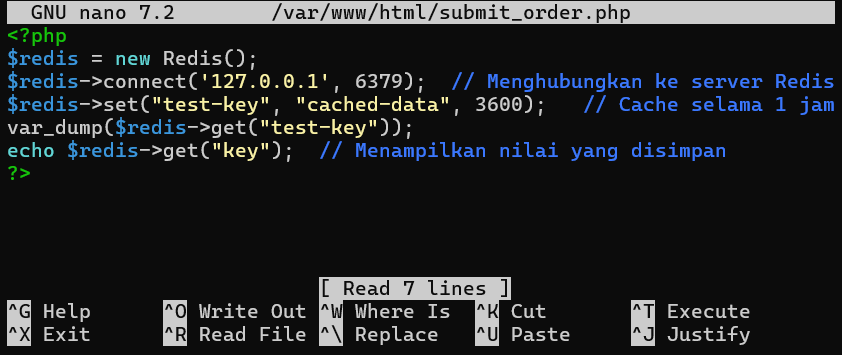 GNU nano 7.2 /var/www/html/submit_order.php
<?php
$redis = new Redis();
$redis->connect('127.0.0.1', 6379);  // Menghubungkan ke server Redis
$redis->set("test-key", "cached-data", 3600);   // Cache selama 1 jam
var_dump($redis->get("test-key"));
echo $redis->get("key");  // Menampilkan nilai yang disimpan
?>
[ Read 7 lines ]
^G Help ^O Write Out ^W Where Is ^K Cut ^T Execute
^X Exit ^R Read File ^\ Replace ^U Paste ^J Justify